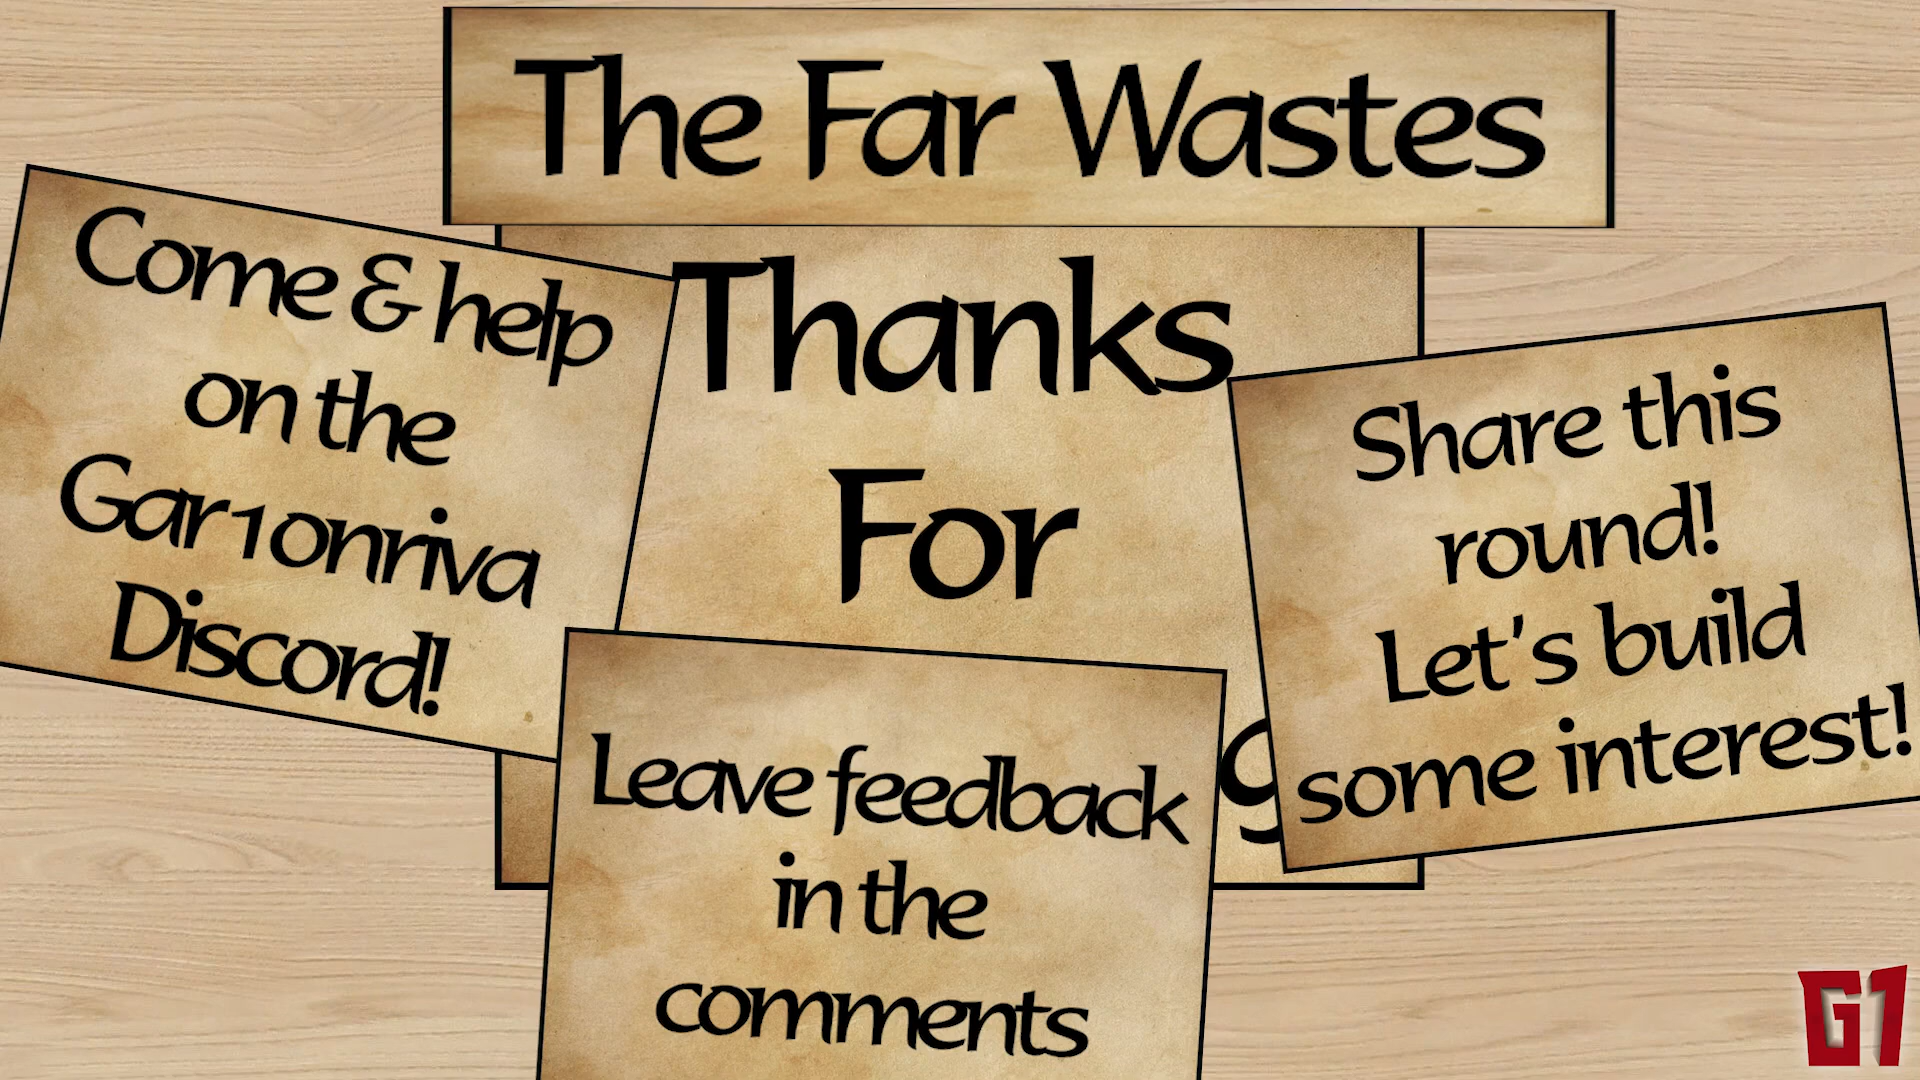 The Far Wastes
Come & help
on the
Gar1onriva
Discord!
Thanks
For
g
Share this
round!
Let's build
some interest!
Leave feedback
in the
comments
G1